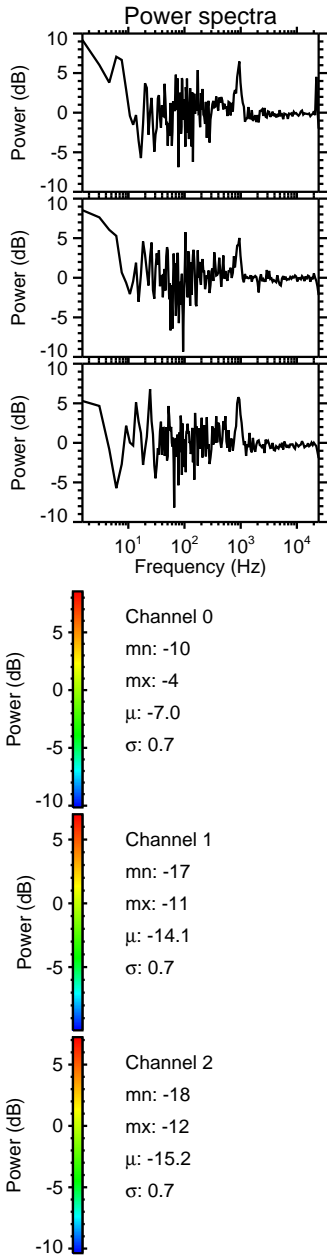 Power spectra
10
5
0
-5
-10
Power (dB)
10
5
0
-5
-10
Power (dB)
10
5
0
-5
-10
Power (dB)
10¹ 10² 10³ 10⁴
Frequency (Hz)
5
0
-5
-10
Power (dB)
Channel 0
mn: -10
mx: -4
μ: -7.0
σ: 0.7
5
0
-5
Power (dB)
Channel 1
mn: -17
mx: -11
μ: -14.1
σ: 0.7
5
0
-5
-10
Power (dB)
Channel 2
mn: -18
mx: -12
μ: -15.2
σ: 0.7